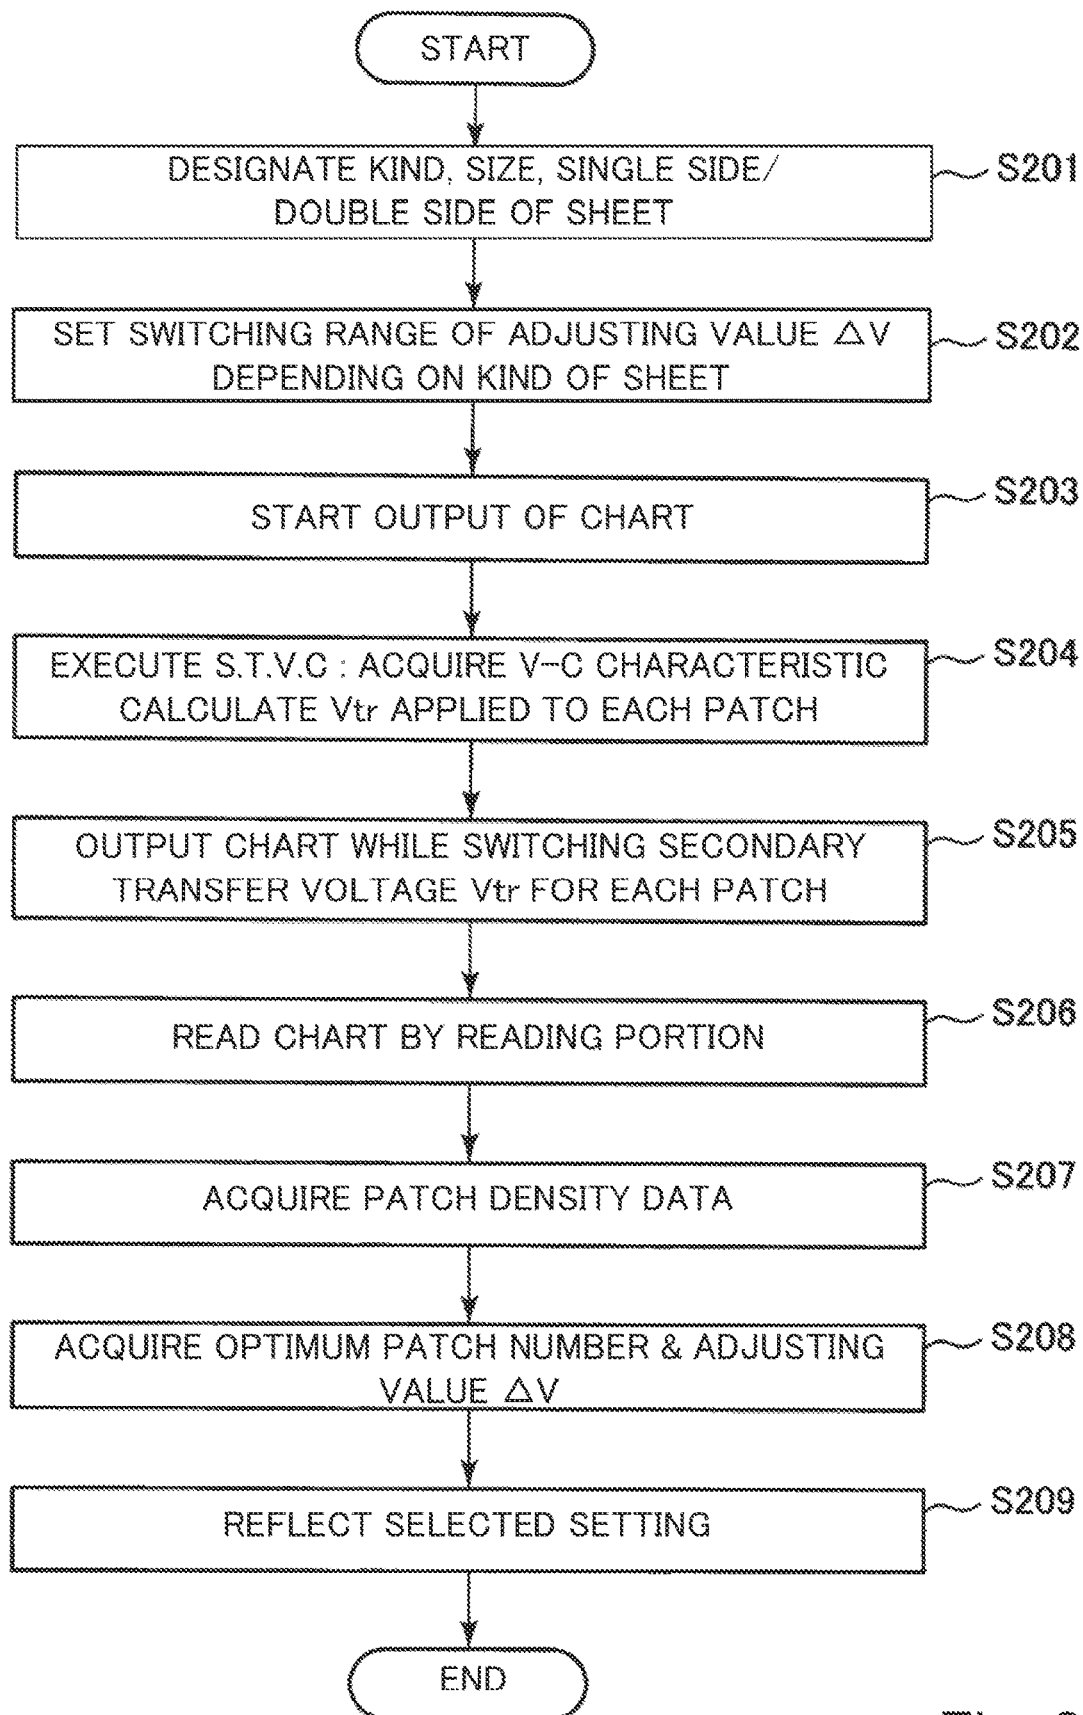 START
DESIGNATE KIND, SIZE, SINGLE SIDE/
DOUBLE SIDE OF SHEET
S201
SET SWITCHING RANGE OF ADJUSTING VALUE △V
DEPENDING ON KIND OF SHEET
S202
START OUTPUT OF CHART
S203
EXECUTE S.T.V.C : ACQUIRE V-C CHARACTERISTIC
CALCULATE Vtr APPLIED TO EACH PATCH
S204
OUTPUT CHART WHILE SWITCHING SECONDARY
TRANSFER VOLTAGE Vtr FOR EACH PATCH
S205
READ CHART BY READING PORTION
S206
ACQUIRE PATCH DENSITY DATA
S207
ACQUIRE OPTIMUM PATCH NUMBER & ADJUSTING
VALUE △V
S208
REFLECT SELECTED SETTING
S209
END